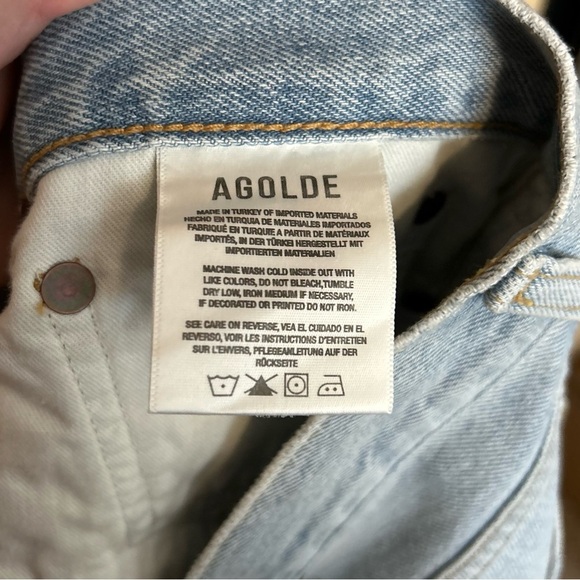 AGOLDE
MADE IN TURKEY OF IMPORTED MATERIALS
HECHO EN TURQUIA DE MATERIALES IMPORTADOS
FABRIQUÉ EN TURQUIE A PARTIR DE MATÉRIAUX
IMPORTÉS, IN DER TÜRKEI HERGESTELLT MIT
IMPORTIERTEN MATERIALIEN
MACHINE WASH COLD INSIDE OUT WITH
LIKE COLORS, DO NOT BLEACH, TUMBLE
DRY LOW, IRON MEDIUM IF NECESSARY,
IF DECORATED OR PRINTED DO NOT IRON.
SEE CARE ON REVERSE, VEA EL CUIDADO EN EL
REVERSO, VOIR LES INSTRUCTIONS D'ENTRETIEN
SUR L'ENVERS, PFLEGEANLEITUNG AUF DER
RÜCKSEITE